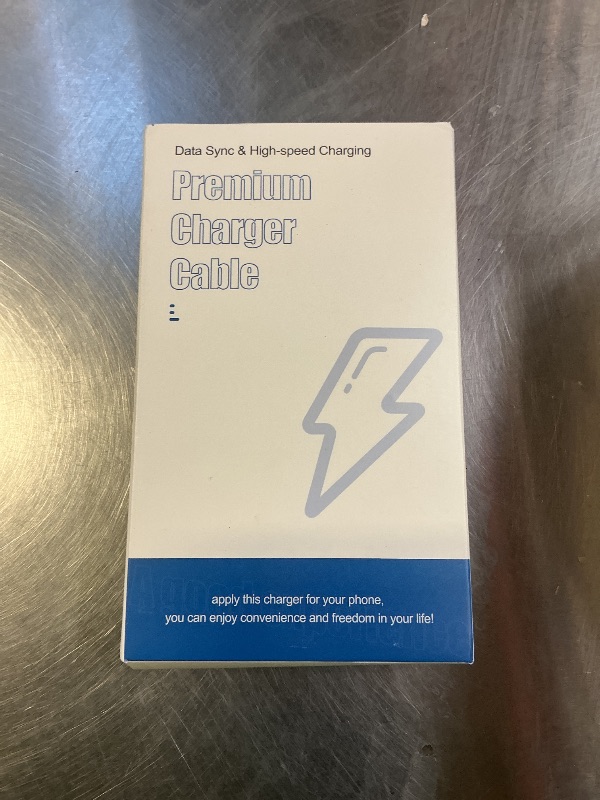 Data Sync & High-speed Charging
Premium
Charger
Cable
apply this charger for your phone,
you can enjoy convenience and freedom in your life!